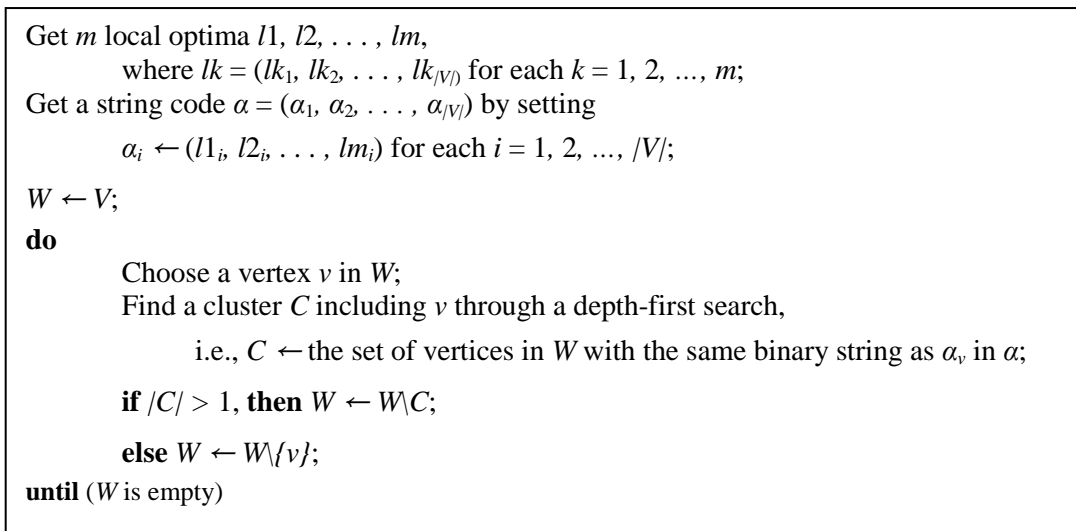 Get m local optima l1, l2, . . . , lm,
where lk = (lk₁, lk₂, . . . , lk|V|) for each k = 1, 2, ..., m;
Get a string code α = (α₁, α₂, . . . , α|V|) by setting
αᵢ ← (l1ᵢ, l2ᵢ, . . . , lmᵢ) for each i = 1, 2, ..., |V|;
W ← V;
do
Choose a vertex v in W;
Find a cluster C including v through a depth-first search,
i.e., C ← the set of vertices in W with the same binary string as αᵥ in α;
if |C| > 1, then W ← W\C;
else W ← W\{v};
until (W is empty)